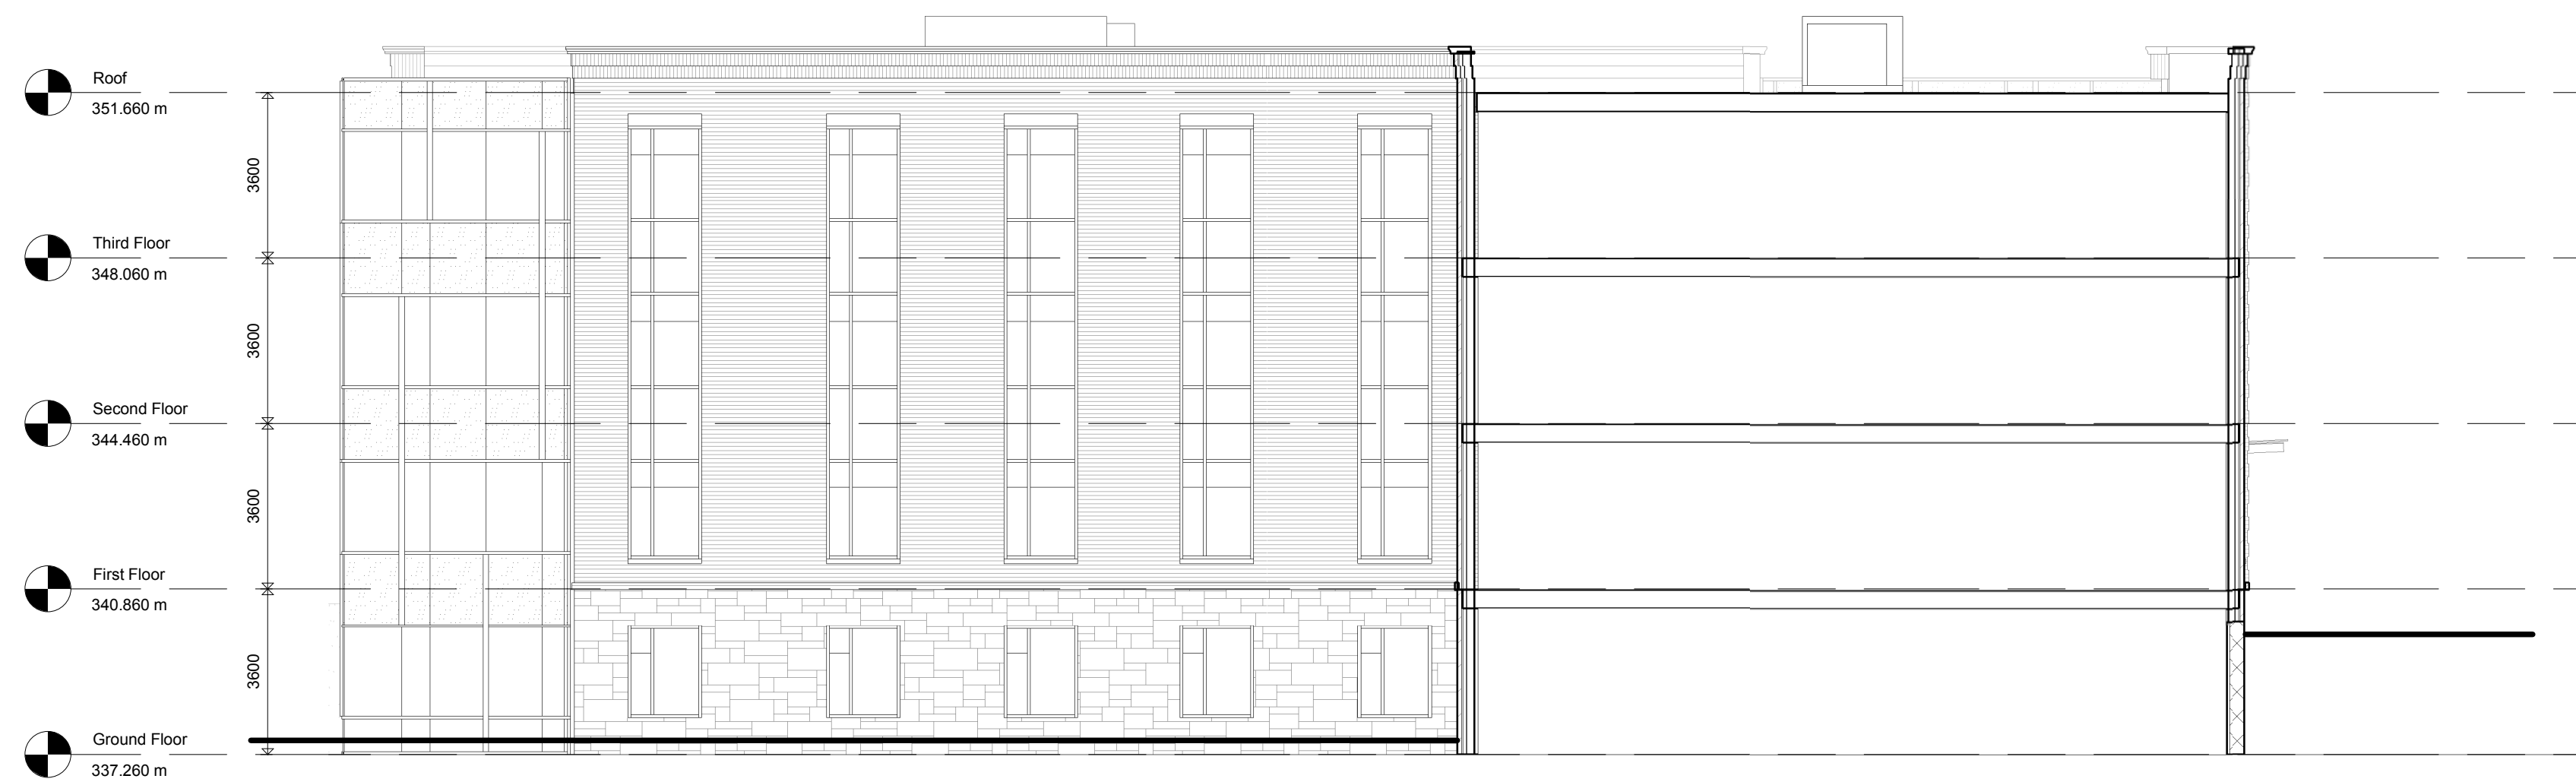 Roof
351.660 m
3600
Third Floor
348.060 m
3600
Second Floor
344.460 m
3600
First Floor
340.860 m
3600
Ground Floor
337.260 m